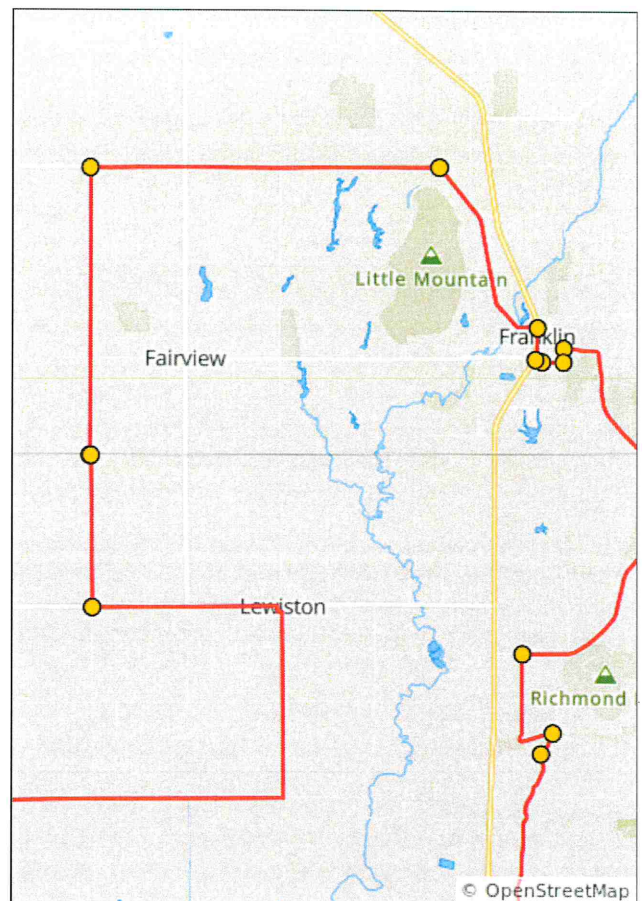 Little Mountain
Franklin
Fairview
Lewiston
Richmond
© OpenStreetMap